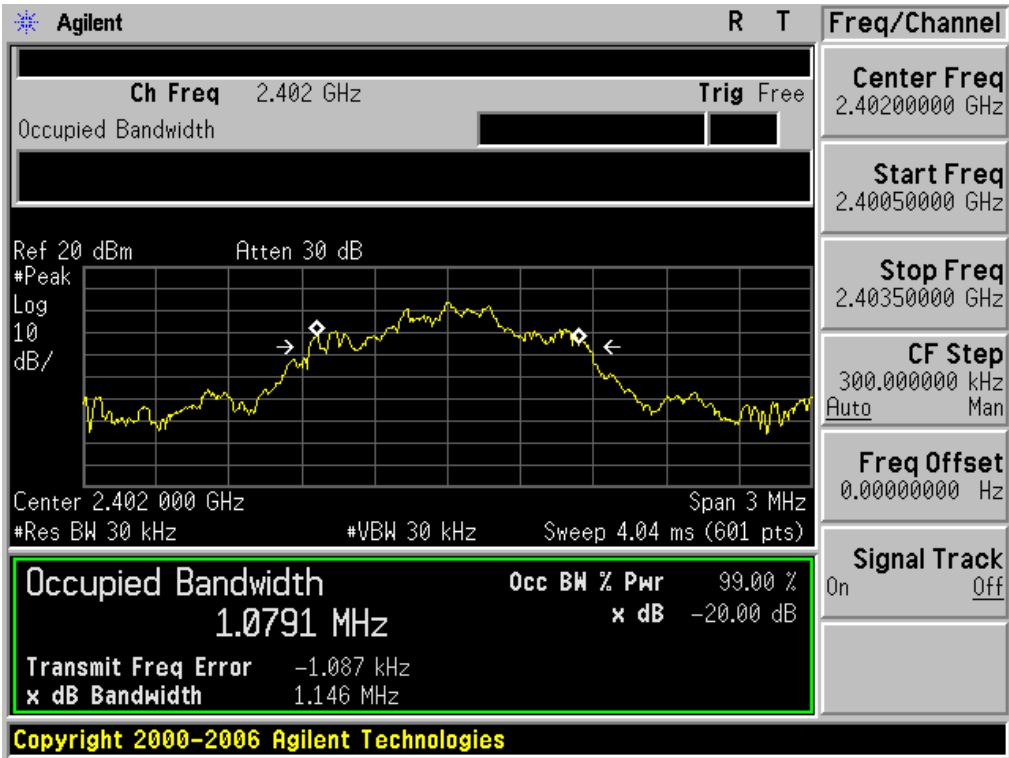 Agilent R T
Ch Freq 2.402 GHz Trig Free
Occupied Bandwidth
Ref 20 dBm Atten 30 dB
#Peak
Log
10
dB/
Center 2.402 000 GHz Span 3 MHz
#Res BW 30 kHz #VBW 30 kHz Sweep 4.04 ms (601 pts)
Occupied Bandwidth Occ BW % Pwr 99.00 %
1.0791 MHz x dB -20.00 dB
Transmit Freq Error -1.087 kHz
x dB Bandwidth 1.146 MHz
Copyright 2000-2006 Agilent Technologies
Freq/Channel
Center Freq
2.40200000 GHz
Start Freq
2.40050000 GHz
Stop Freq
2.40350000 GHz
CF Step
300.000000 kHz
Auto Man
Freq Offset
0.00000000 Hz
Signal Track
On Off